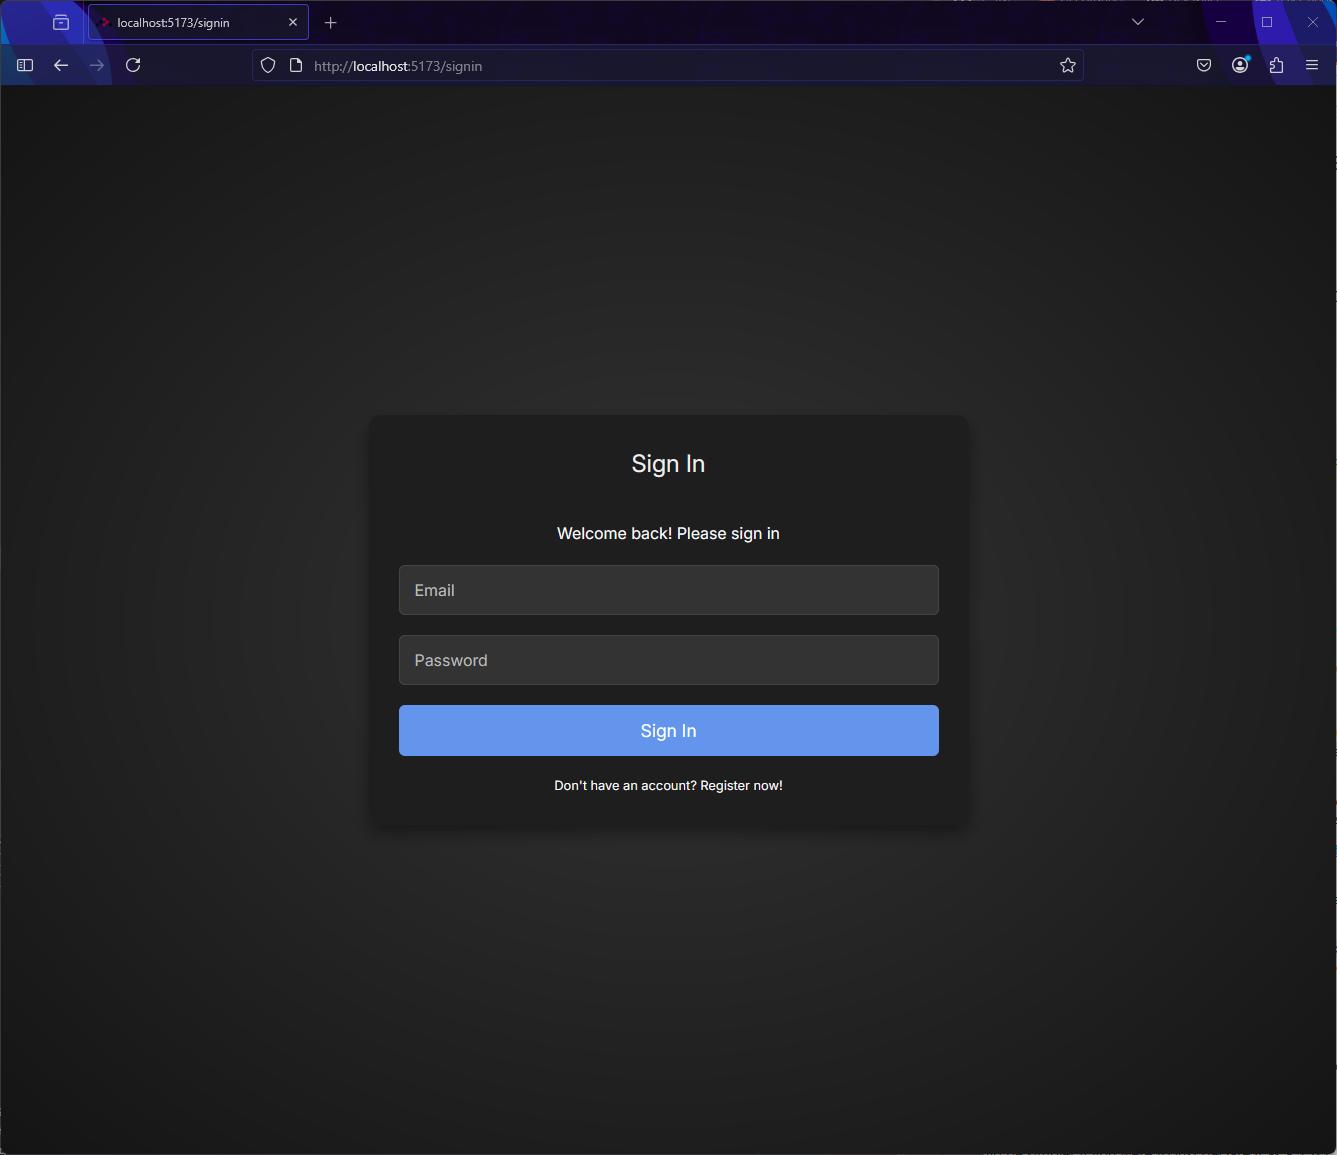 localhost:5173/signin
http://localhost:5173/signin
Sign In
Welcome back! Please sign in
Email
Password
Sign In
Don't have an account? Register now!